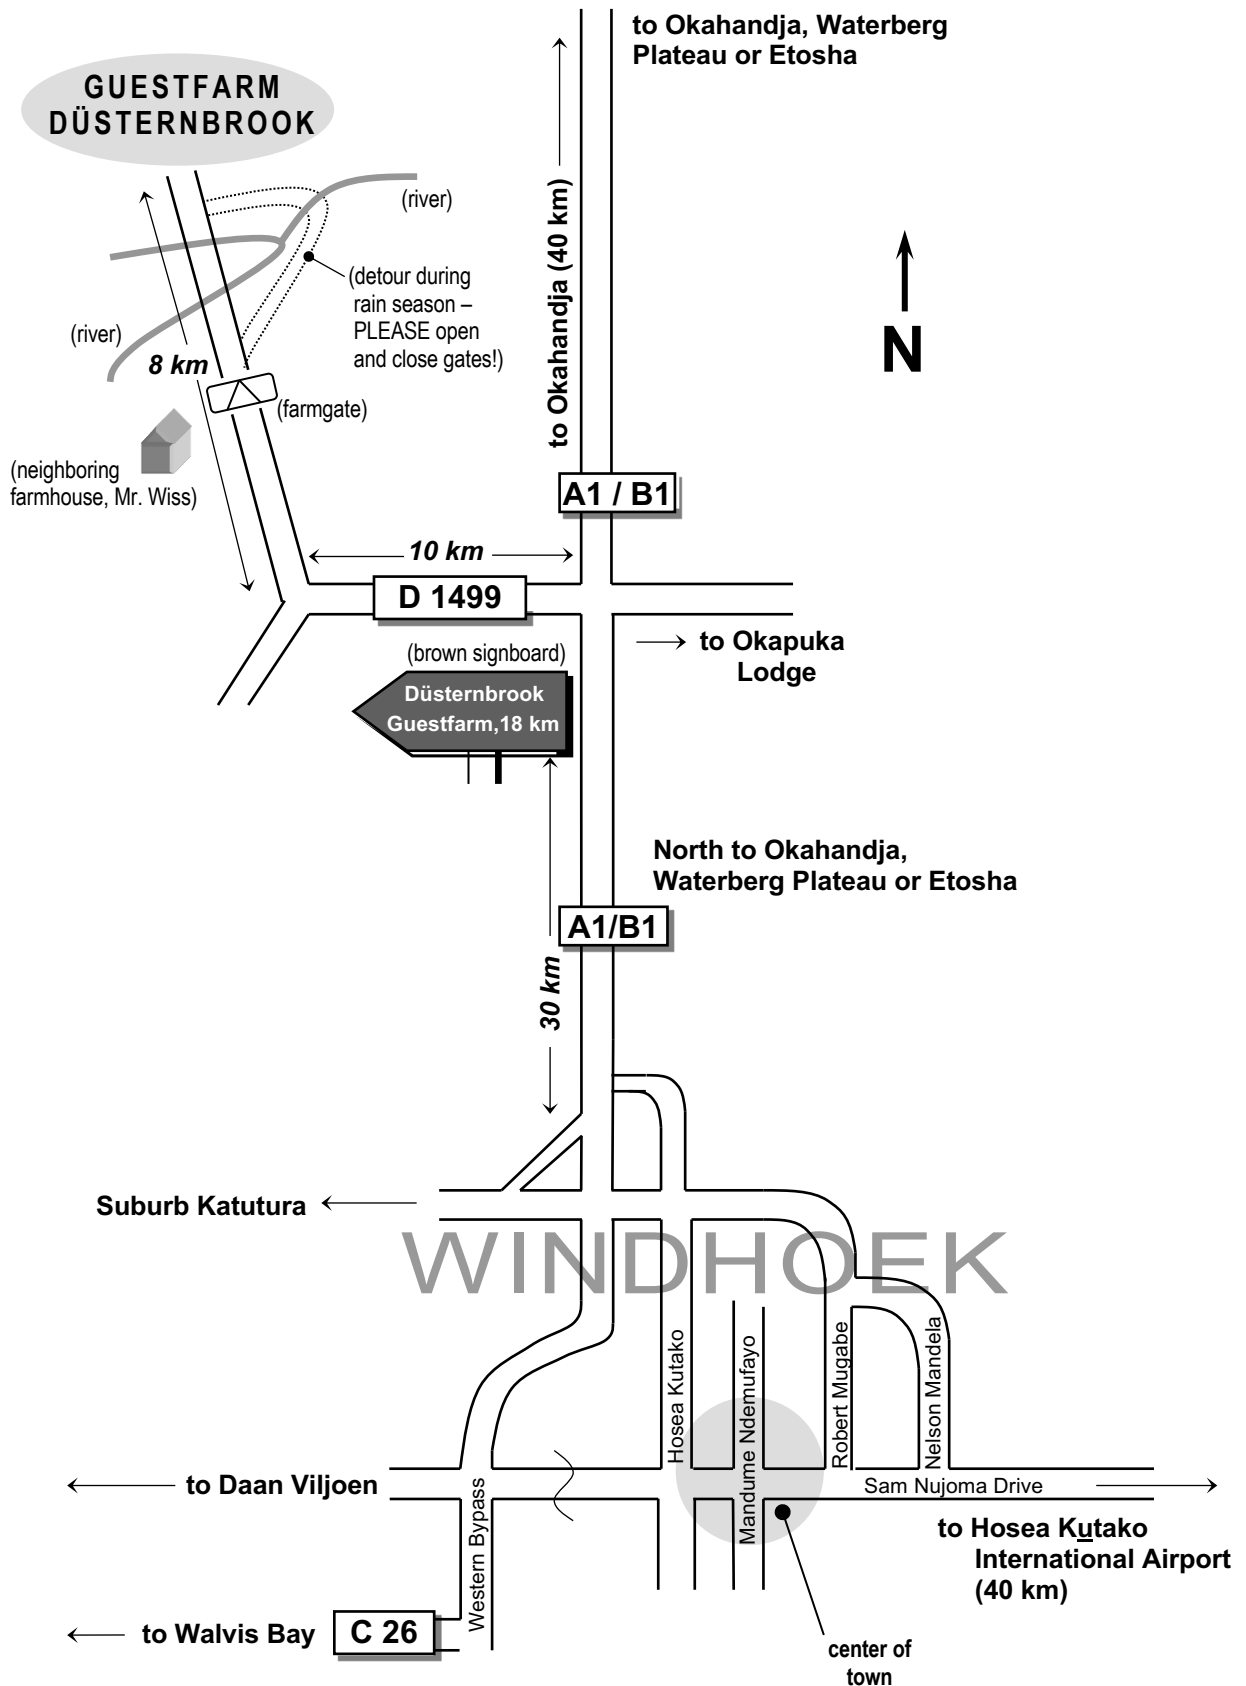 to Okahandja, Waterberg
Plateau or Etosha
GUESTFARM
DÜSTERNBROOK
(river)
to Okahandja (40 km)
(detour during
rain season –
PLEASE open
and close gates!)
(river)
8 km
N
(farmgate)
(neighboring
farmhouse, Mr. Wiss)
A1 / B1
10 km
D 1499
(brown signboard)
to Okapuka
Lodge
Düsternbrook
Guestfarm,18 km
North to Okahandja,
Waterberg Plateau or Etosha
A1/B1
30 km
Suburb Katutura
WINDHOEK
Hosea Kutako
Mandume Ndemufayo
Robert Mugabe
Nelson Mandela
to Daan Viljoen
Western Bypass
Sam Nujoma Drive
to Hosea Kutako
International Airport
(40 km)
to Walvis Bay
C 26
center of
town